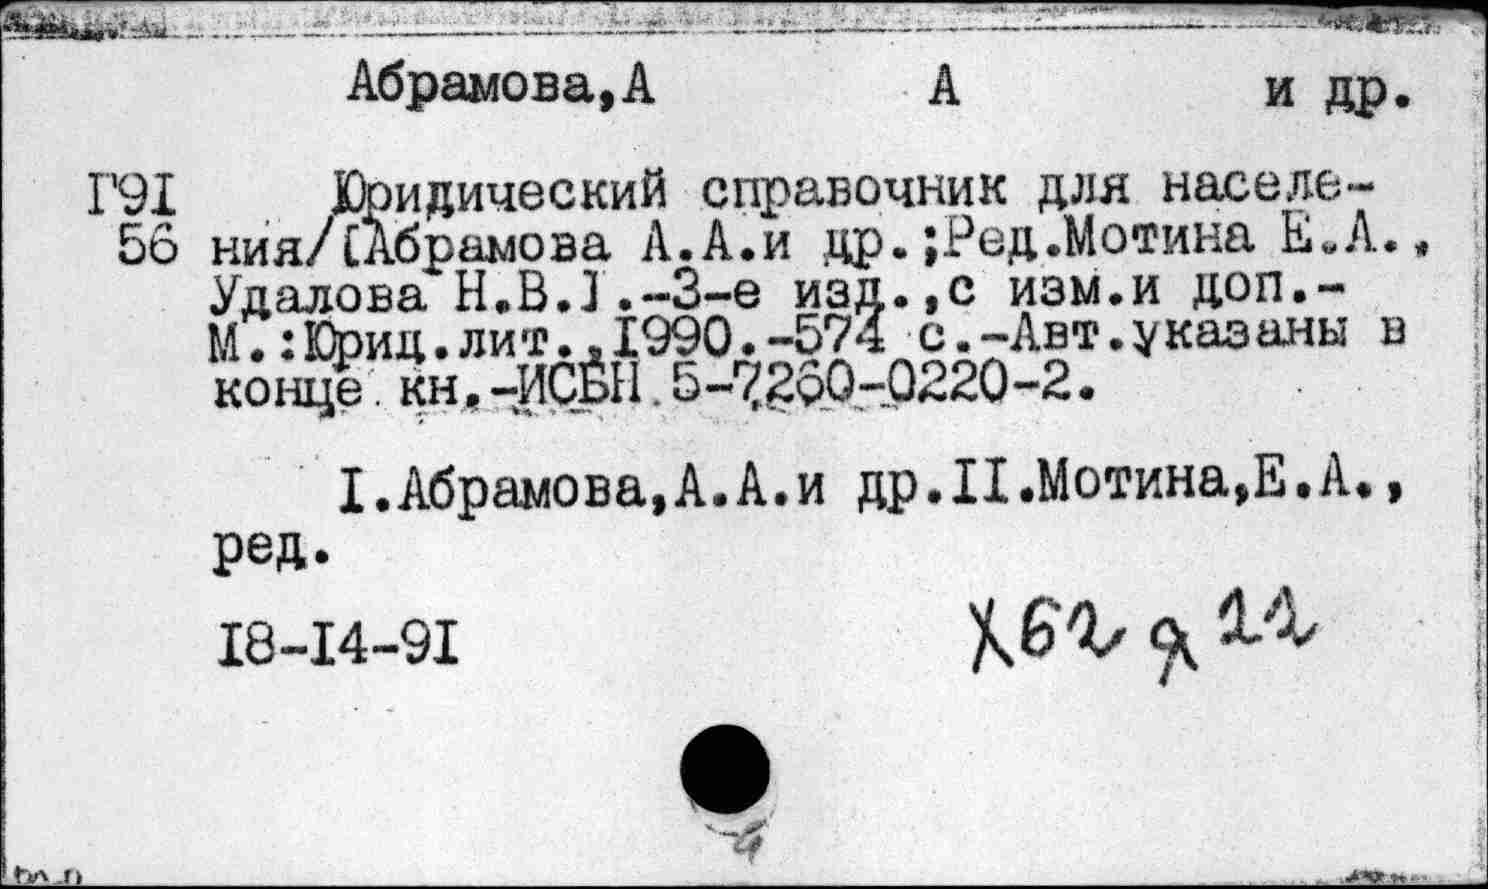 Абрамова,А А и др.
Г91 Юридический справочник для населе-
56 ния/[Абрамова А.А.и др.;Ред.Мотина Е.А.,
Удалова Н.В.].-3-е изд.,с изм.и доп.-
М.:Юрид.лит.,1990.-574 с.-Авт.указаны в
конце кн.-ИСБН 5-7260-0220-2.
I.Абрамова,А.А.и др.II.Мотина,Е.А.,
ред.
18-14-91